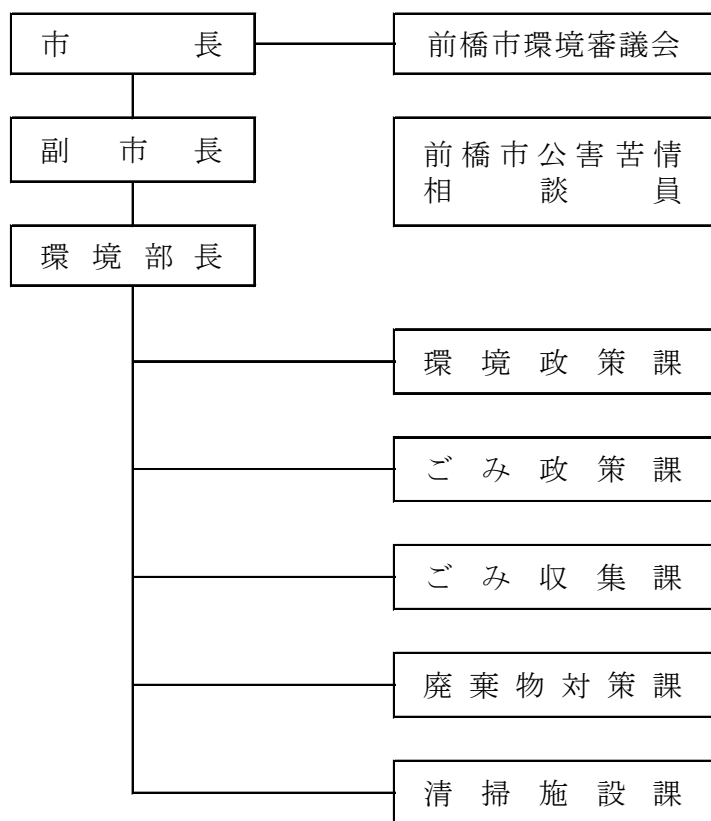 市長
前橋市環境審議会
副市長
前橋市公害苦情
相談員
環境部長
環境政策課
ごみ政策課
ごみ収集課
廃棄物対策課
清掃施設課